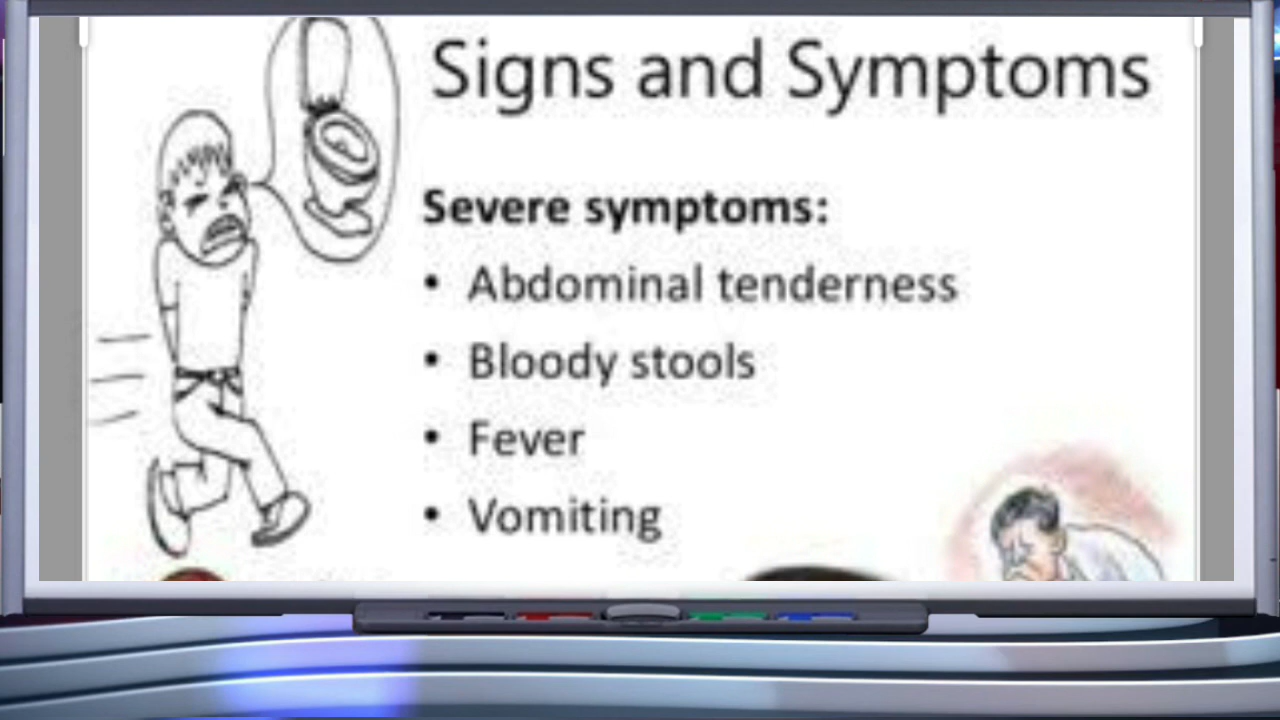 Signs and Symptoms
Severe symptoms:
• Abdominal tenderness
• Bloody stools
• Fever
• Vomiting